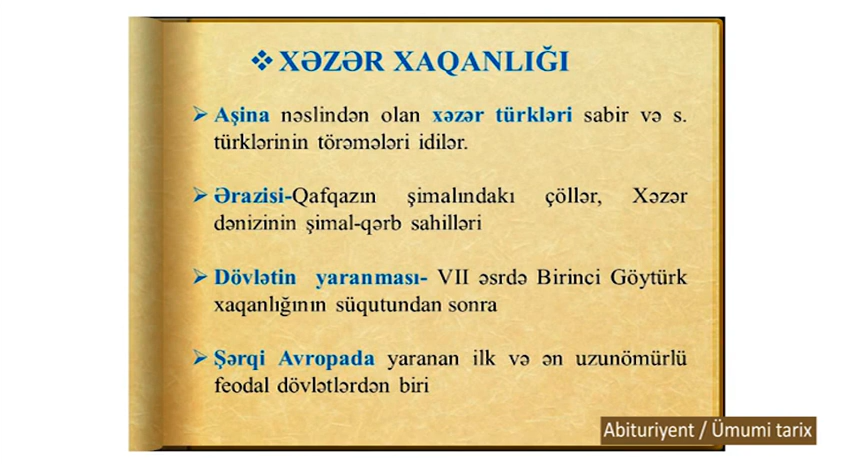 ❖ XƏZƏR XAQANLIĞI
➢ Aşina nəslindən olan xəzər türkləri sabir və s.
türklərinin törəmələri idilər.
➢ Ərazisi-Qafqazın şimalındakı çöllər, Xəzər
dənizinin şimal-qərb sahilləri
➢ Dövlətin yaranması- VII əsrdə Birinci Göytürk
xaqanlığının süqutundan sonra
➢ Şərqi Avropada yaranan ilk və ən uzunömürlü
feodal dövlətlərdən biri
Abituriyent / Ümumi tarix